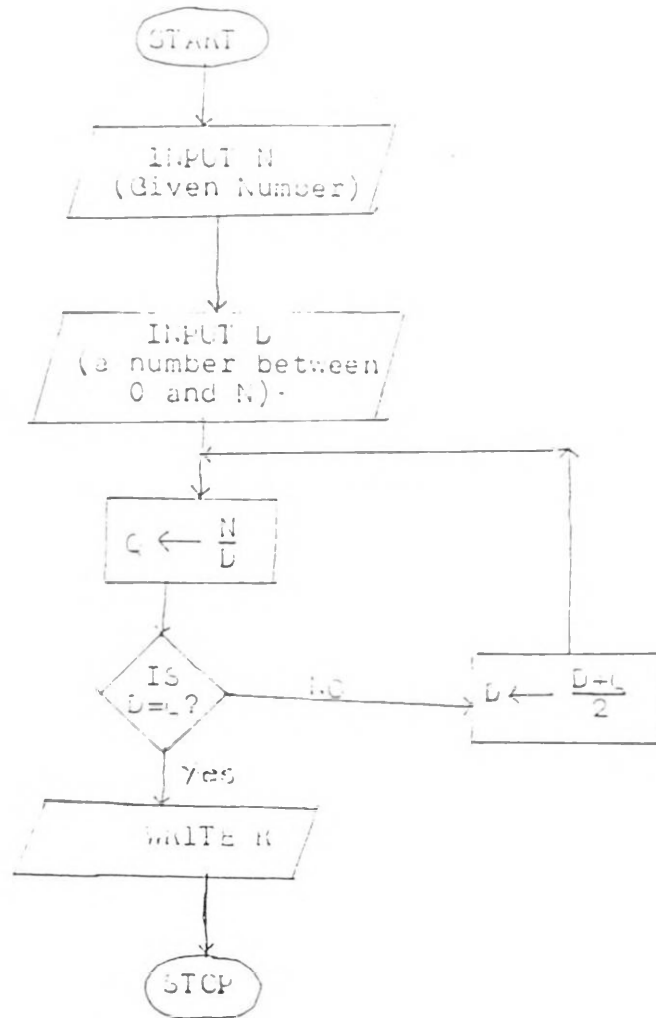 START
INPUT N
(Given Number)
INPUT D
(a number between
0 and N)
Q ← N
D
IS
D=Q?
NO
D ← D+Q
2
Yes
WRITE R
STOP